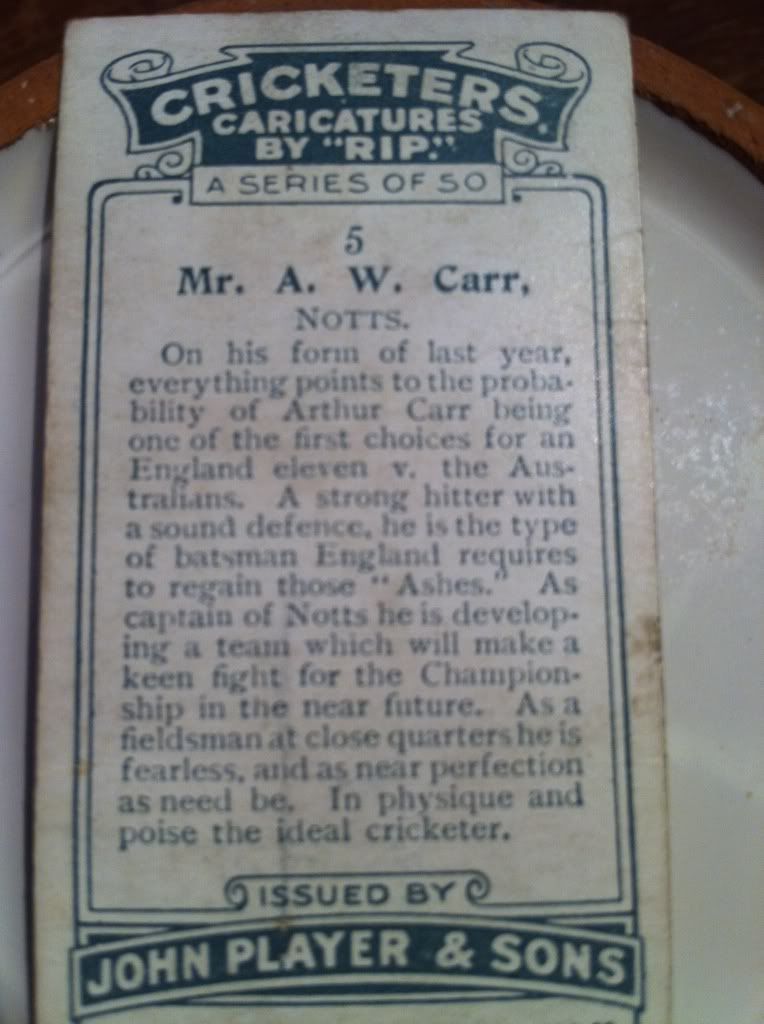 CRICKETERS,
CARICATURES
BY "RIP."
A SERIES OF 50
5
Mr. A. W. Carr,
NOTTS.
On his form of last year,
everything points to the proba-
bility of Arthur Carr being
one of the first choices for an
England eleven v. the Aus-
tralians. A strong hitter with
a sound defence, he is the type
of batsman England requires
to regain those "Ashes." As
captain of Notts he is develop-
ing a team which will make a
keen fight for the Champion-
ship in the near future. As a
fieldsman at close quarters he is
fearless, and as near perfection
as need be. In physique and
poise the ideal cricketer.
ISSUED BY
JOHN PLAYER & SONS